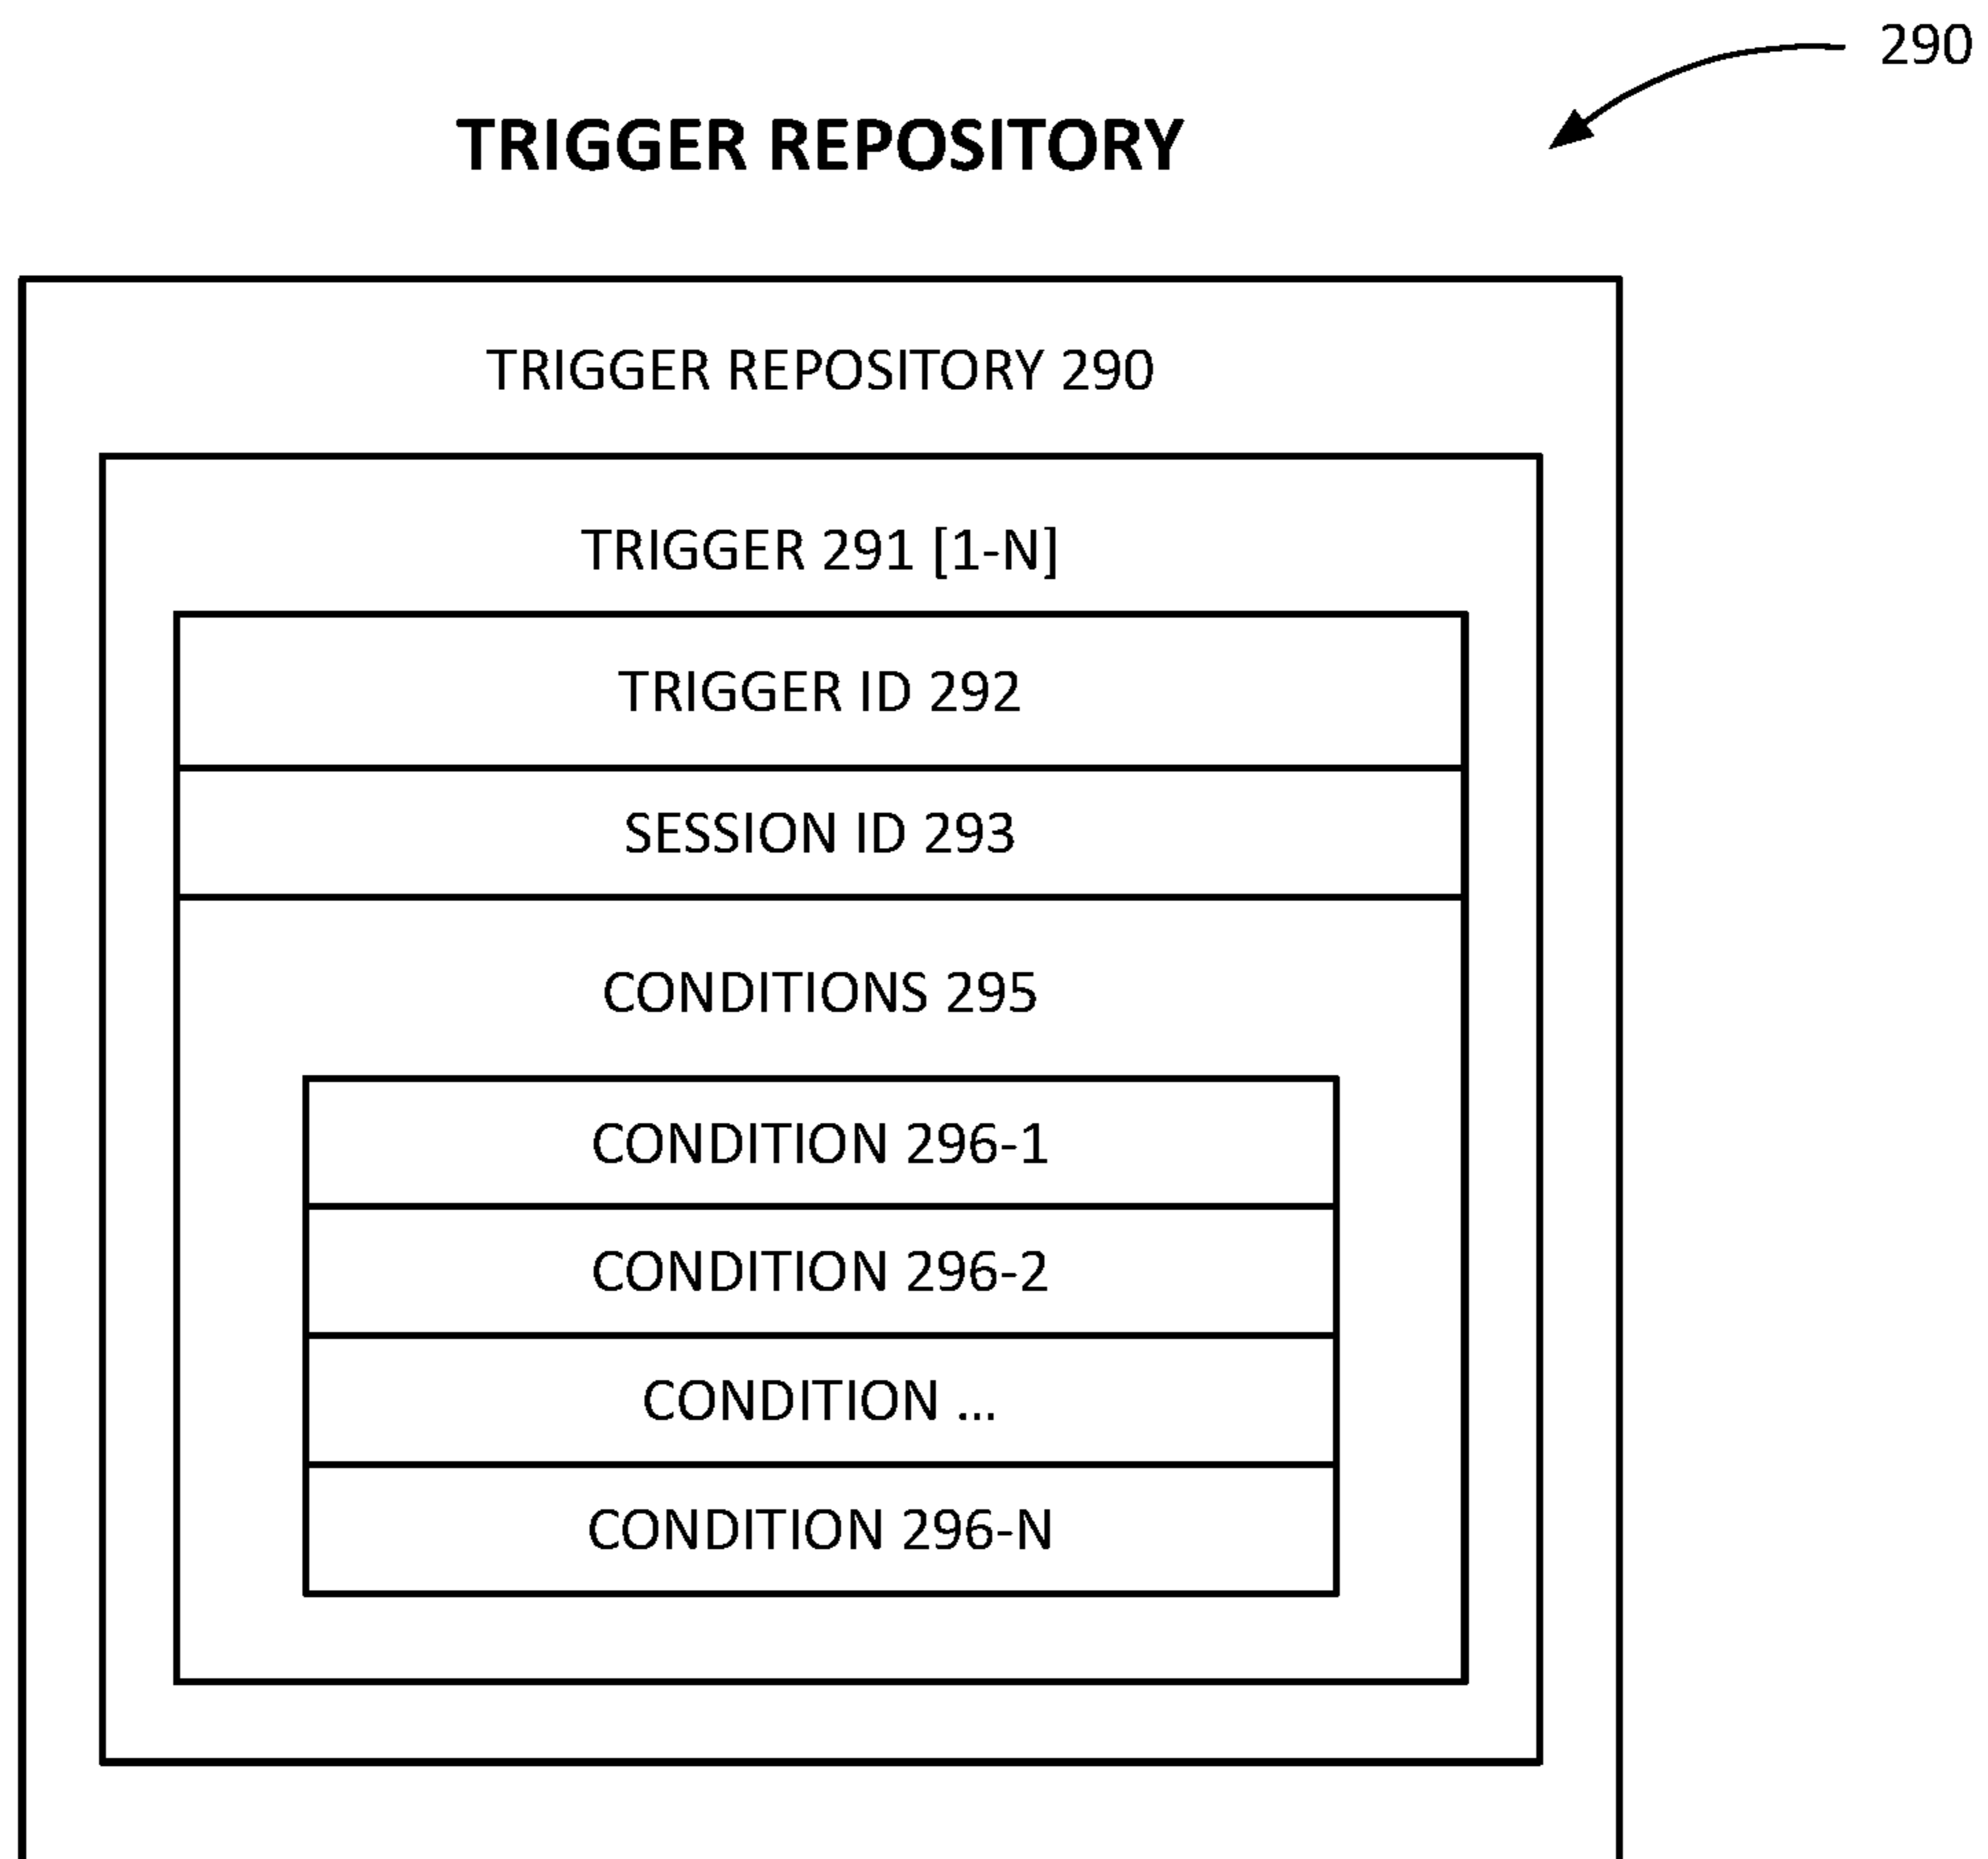 290
TRIGGER REPOSITORY
TRIGGER REPOSITORY 290
TRIGGER 291 [1-N]
TRIGGER ID 292
SESSION ID 293
CONDITIONS 295
CONDITION 296-1
CONDITION 296-2
CONDITION ...
CONDITION 296-N